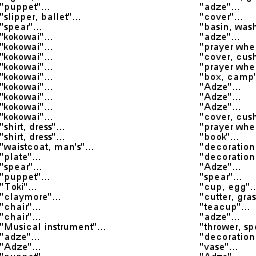 "puppet"... "adze"...
"slipper, ballet"... "cover"...
"spear"... "basin, wash
"kokowai"... "adze"...
"kokowai"... "prayer whe
"kokowai"... "cover, cush
"kokowai"... "prayer whe
"kokowai"... "box, camp"
"kokowai"... "Adze"...
"kokowai"... "Adze"...
"kokowai"... "Adze"...
"kokowai"... "cover, cush
"shirt, dress"... "prayer whe
"shirt, dress"... "book"...
"waistcoat, man's"... "decoration
"plate"... "decoration
"spear"... "Adze"...
"puppet"... "spear"...
"Toki"... "cup, egg"...
"claymore"... "cutter, gras
"chair"... "teacup"...
"chair"... "adze"...
"Musical instrument"... "thrower, spe
"adze"... "decoration
"Adze"... "vase"...